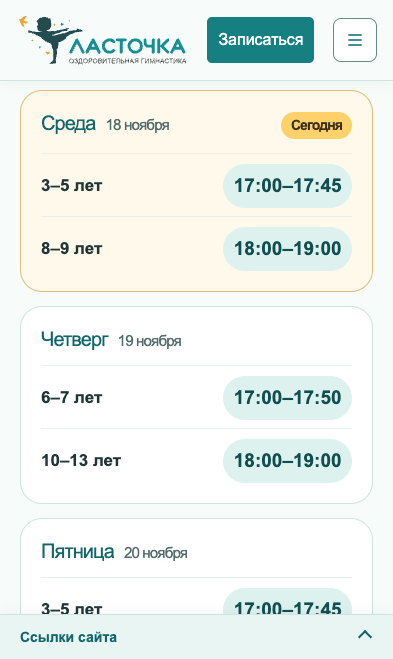 ЛАСТОЧКА
ОЗДОРОВИТЕЛЬНАЯ ГИМНАСТИКА
Записаться
Среда 18 ноября Сегодня
3–5 лет 17:00–17:45
8–9 лет 18:00–19:00
Четверг 19 ноября
6–7 лет 17:00–17:50
10–13 лет 18:00–19:00
Пятница 20 ноября
3–5 лет 17:00–17:45
Ссылки сайта